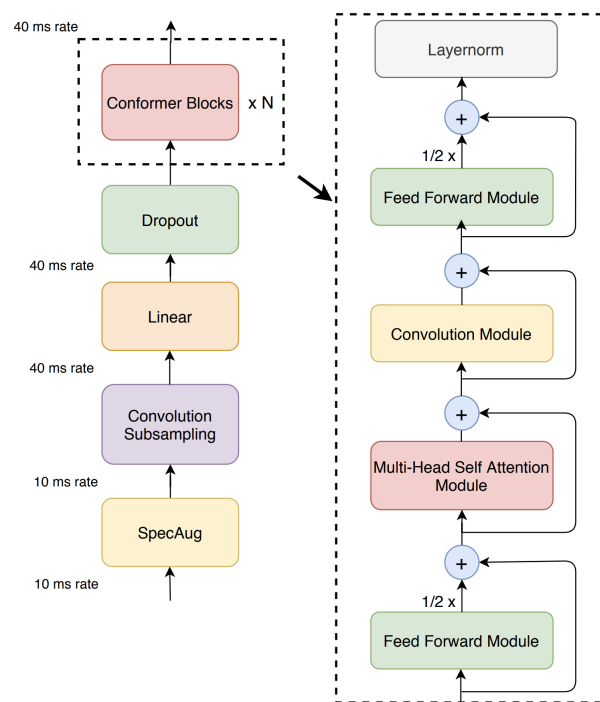 40 ms rate
Conformer Blocks
x N
Dropout
40 ms rate
Linear
40 ms rate
Convolution
Subsampling
10 ms rate
SpecAug
10 ms rate
Layernorm
+
1/2 x
Feed Forward Module
+
Convolution Module
+
Multi-Head Self Attention
Module
+
1/2 x
Feed Forward Module